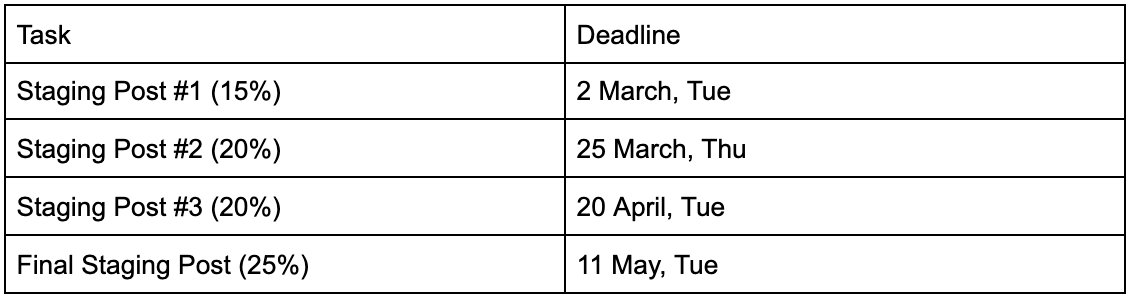 Task Deadline
Staging Post #1 (15%) 2 March, Tue
Staging Post #2 (20%) 25 March, Thu
Staging Post #3 (20%) 20 April, Tue
Final Staging Post (25%) 11 May, Tue